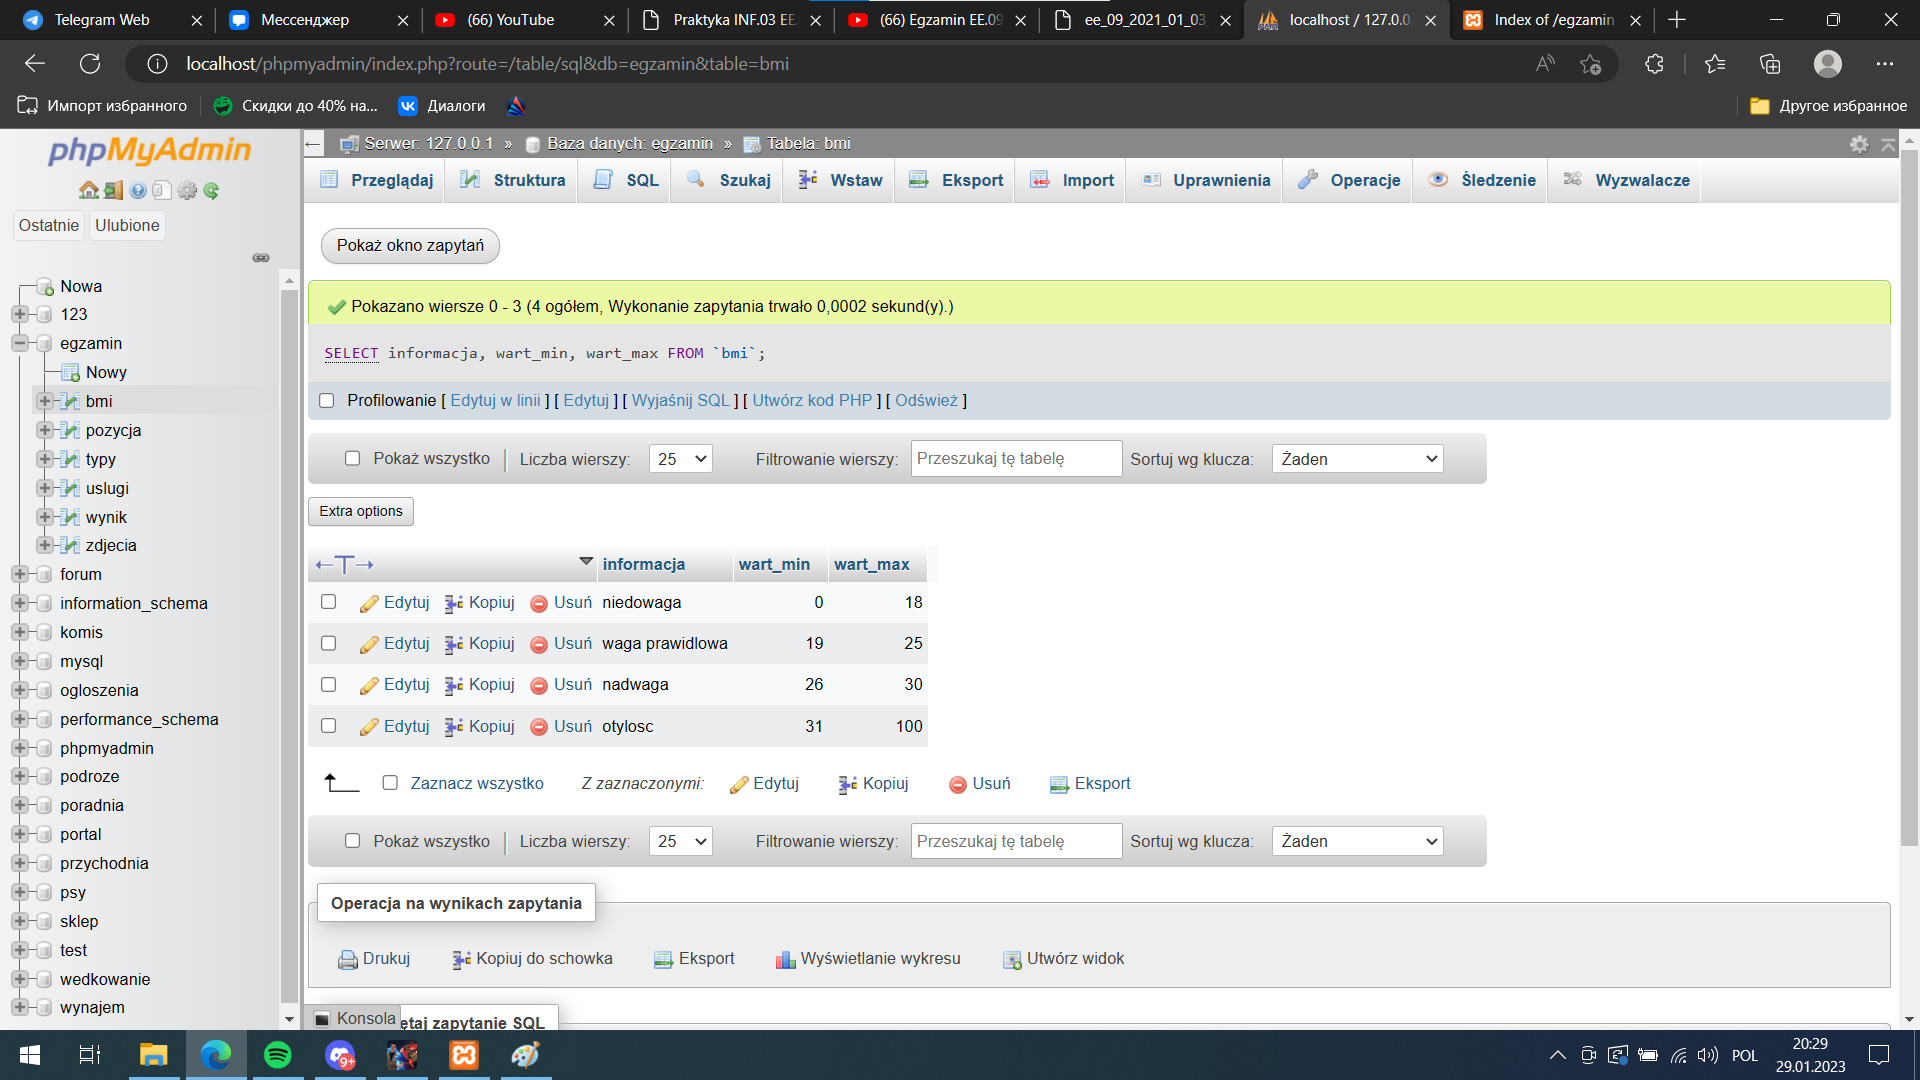 Telegram Web
Мессенджер
(66) YouTube
Praktyka INF.03 EE.
(66) Egzamin EE.09
ee_09_2021_01_03_
localhost / 127.0.0.
Index of /egzamin
localhost/phpmyadmin/index.php?route=/table/sql&db=egzamin&table=bmi
Импорт избранного
Скидки до 40% на...
Диалоги
Другое избранное
phpMyAdmin
Ostatnie
Ulubione
Nowa
123
egzamin
Nowy
bmi
pozycja
typy
uslugi
wynik
zdjecia
forum
information_schema
komis
mysql
ogloszenia
performance_schema
phpmyadmin
podroze
poradnia
portal
przychodnia
psy
sklep
test
wedkowanie
wynajem
Serwer: 127.0.0.1 » Baza danych: egzamin » Tabela: bmi
Przeglądaj Struktura SQL Szukaj Wstaw Eksport Import Uprawnienia Operacje Śledzenie Wyzwalacze
Pokaż okno zapytań
Pokazano wiersze 0 - 3 (4 ogółem, Wykonanie zapytania trwało 0,0002 sekund(y).)
SELECT informacja, wart_min, wart_max FROM `bmi`;
Profilowanie [ Edytuj w linii ] [ Edytuj ] [ Wyjaśnij SQL ] [ Utwórz kod PHP ] [ Odśwież ]
Pokaż wszystko Liczba wierszy: 25 Filtrowanie wierszy: Przeszukaj tę tabelę Sortuj wg klucza: Żaden
Extra options
informacja wart_min wart_max
Edytuj Kopiuj Usuń niedowaga 0 18
Edytuj Kopiuj Usuń waga prawidlowa 19 25
Edytuj Kopiuj Usuń nadwaga 26 30
Edytuj Kopiuj Usuń otylosc 31 100
Zaznacz wszystko Z zaznaczonymi: Edytuj Kopiuj Usuń Eksport
Pokaż wszystko Liczba wierszy: 25 Filtrowanie wierszy: Przeszukaj tę tabelę Sortuj wg klucza: Żaden
Operacja na wynikach zapytania
Drukuj Kopiuj do schowka Eksport Wyświetlanie wykresu Utwórz widok
Konsola
ętaj zapytanie SQL
9+
POL
20:29
29.01.2023